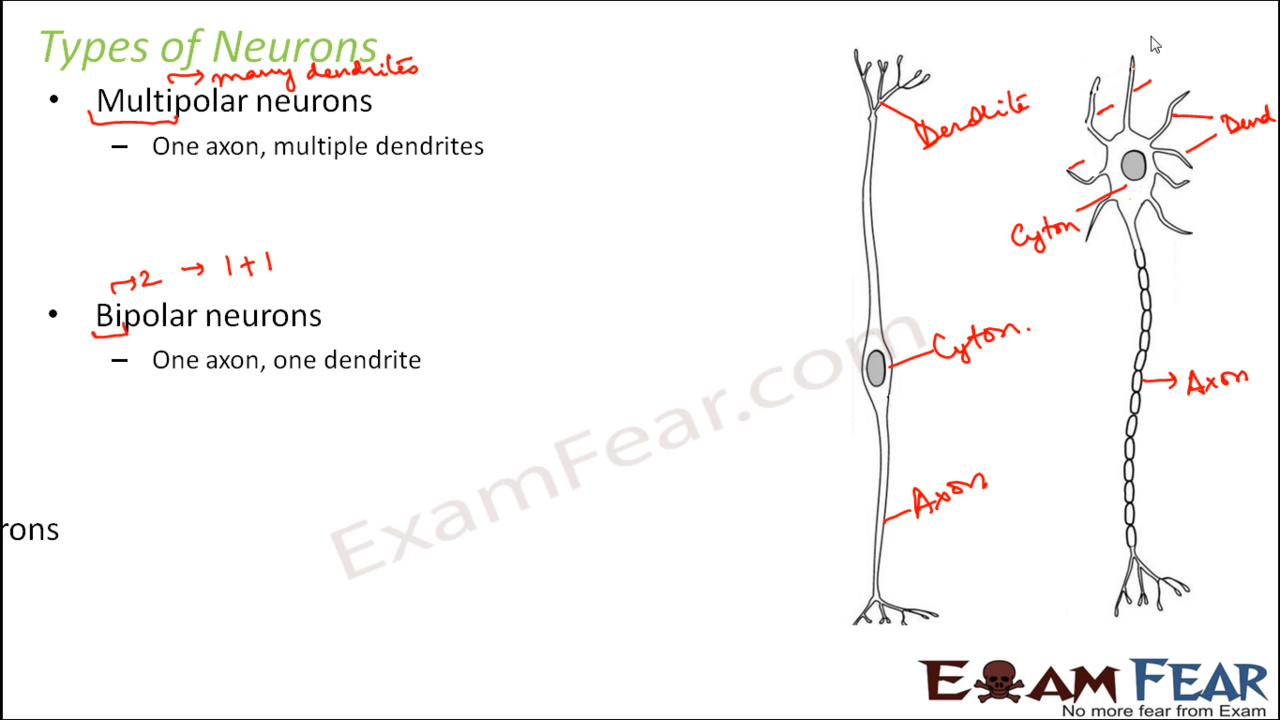 Types of Neurons
→ many dendrites
• Multipolar neurons
– One axon, multiple dendrites
→ 2 → 1 + 1
• Bipolar neurons
– One axon, one dendrite
rons
Dendrite
Cyton.
Axon
Dend
Cyton
→ Axon
ExamFear.com
EXAM FEAR
No more fear from Exam